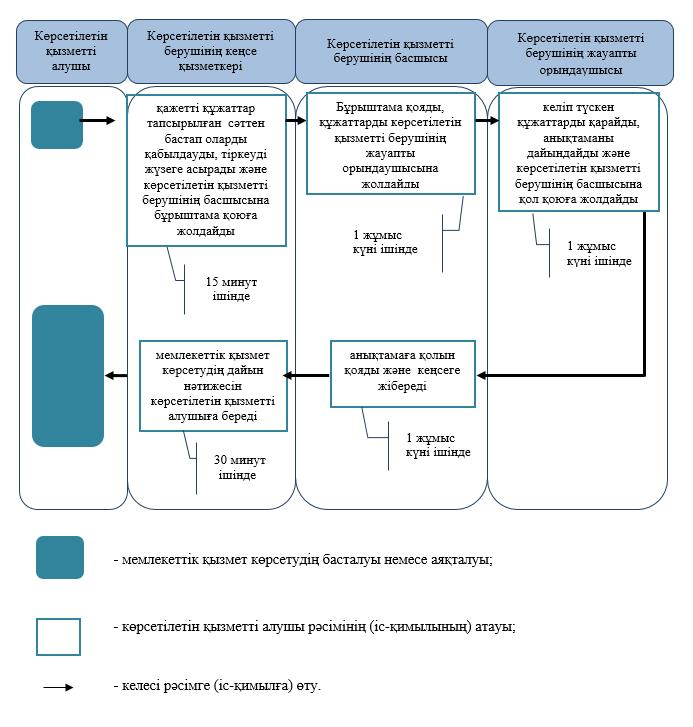 Көрсетілетін
қызметті
алушы
Көрсетілетін қызметті
берушінің кеңсе
қызметкері
Көрсетілетін қызметті
берушінің басшысы
Көрсетілетін қызметті
берушінің жауапты
орындаушысы
қажетті құжаттар
тапсырылған сәттен
бастап оларды
қабылдауды, тіркеуді
жүзеге асырады және
көрсетілетін қызметті
берушінің басшысына
бұрыштама қоюға
жолдайды
Бұрыштама қояды,
құжаттарды көрсетілетін
қызметті берушінің
жауапты
орындаушысына
жолдайды
келіп түскен
құжаттарды қарайды,
анықтаманы
дайындайды және
көрсетілетін қызметті
берушінің басшысына
қол қоюға жолдайды
15 минут
ішінде
1 жұмыс
күні ішінде
1 жұмыс
күні ішінде
мемлекеттік қызмет
көрсетудің дайын
нәтижесін
көрсетілетін қызметті
алушыға береді
анықтамаға қолын
қояды және кеңсеге
жібереді
30 минут
ішінде
1 жұмыс
күні ішінде
- мемлекеттік қызмет көрсетудің басталуы немесе аяқталуы;
- көрсетілетін қызметті алушы рәсімінің (іс-қимылының) атауы;
- келесі рәсімге (іс-қимылға) өту.